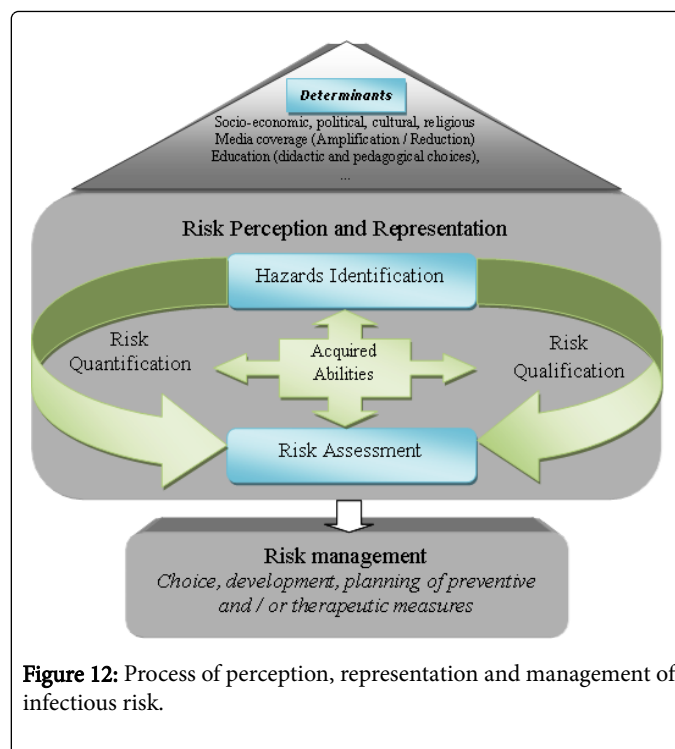 Determinants
Socio-economic, political, cultural, religious
Media coverage (Amplification / Reduction)
Education (didactic and pedagogical choices),
...
Risk Perception and Representation
Hazards Identification
Risk
Quantification
Acquired
Abilities
Risk
Qualification
Risk Assessment
Risk management
Choice, development, planning of preventive
and / or therapeutic measures
Figure 12: Process of perception, representation and management of
infectious risk.